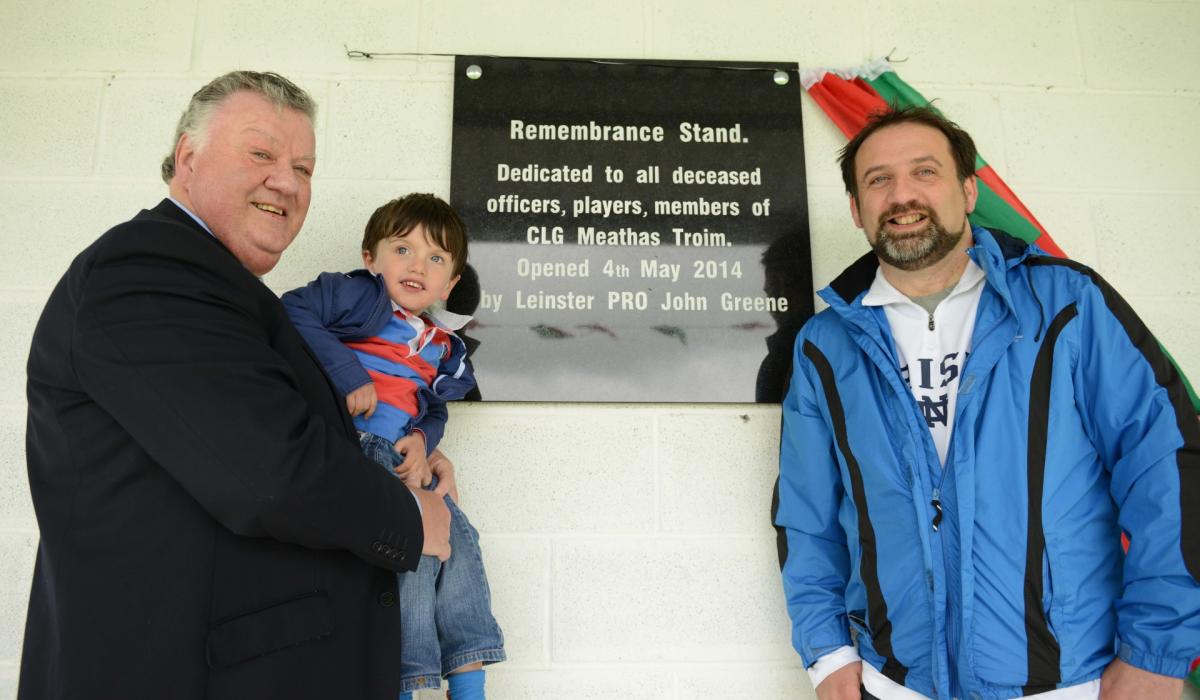 Remembrance Stand.
Dedicated to all deceased
officers, players, members of
CLG Meathas Troim.
Opened 4th May 2014
by Leinster PRO John Greene